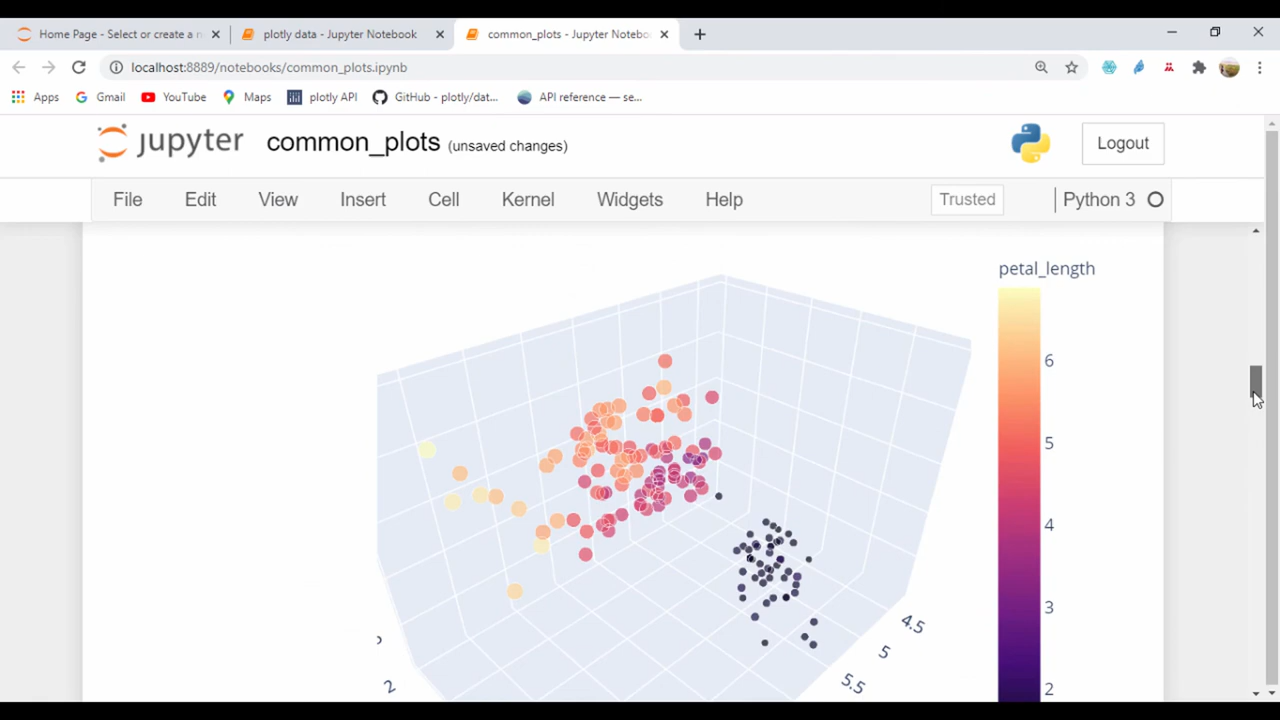 Home Page - Select or create a n
plotly data - Jupyter Notebook
common_plots - Jupyter Notebo
localhost:8889/notebooks/common_plots.ipynb
Apps
Gmail
YouTube
Maps
plotly API
GitHub - plotly/dat...
API reference — se...
jupyter
common_plots (unsaved changes)
Logout
File
Edit
View
Insert
Cell
Kernel
Widgets
Help
Trusted
Python 3
petal_length
6
5
4
3
2
4.5
5
5.5
2